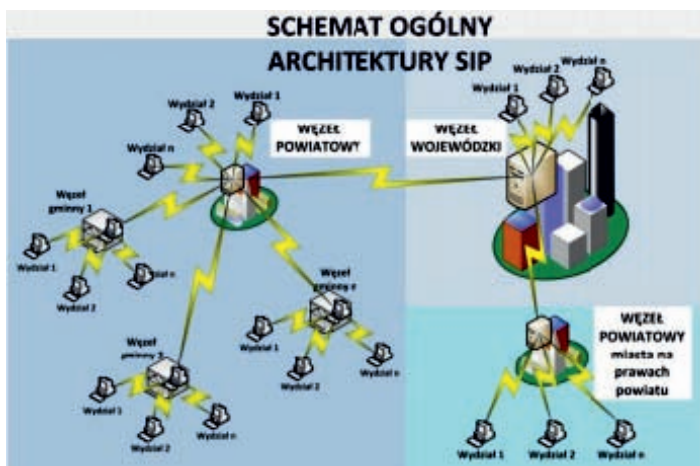 SCHEMAT OGÓLNY
ARCHITEKTURY SIP
Wydział 2
Wydział 1
Wydział n
WĘZEŁ
POWIATOWY
Wydział 1
Wydział 2
Wydział n
WĘZEŁ
WOJEWÓDZKI
Węzeł
gminny 1
Wydział 1
Wydział 2
Węzeł
gminny
Wydział 1
Wydział 2
Wydział n
Węzeł
gminny
Wydział 1
Wydział 2
Wydział n
WĘZEŁ
POWIATOWY
miasta na
prawach
powiatu
Wydział 1
Wydział 2
Wydział n